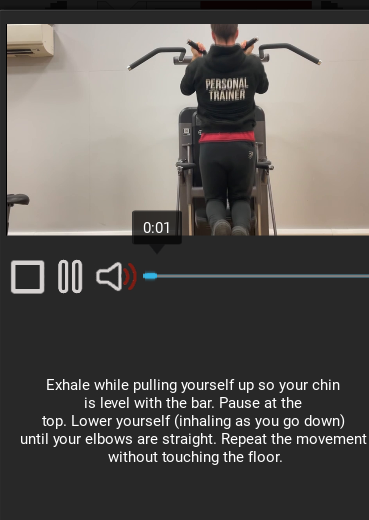 PERSONAL
TRAINER
0:01
Exhale while pulling yourself up so your chin
is level with the bar. Pause at the
top. Lower yourself (inhaling as you go down)
until your elbows are straight. Repeat the movement
without touching the floor.